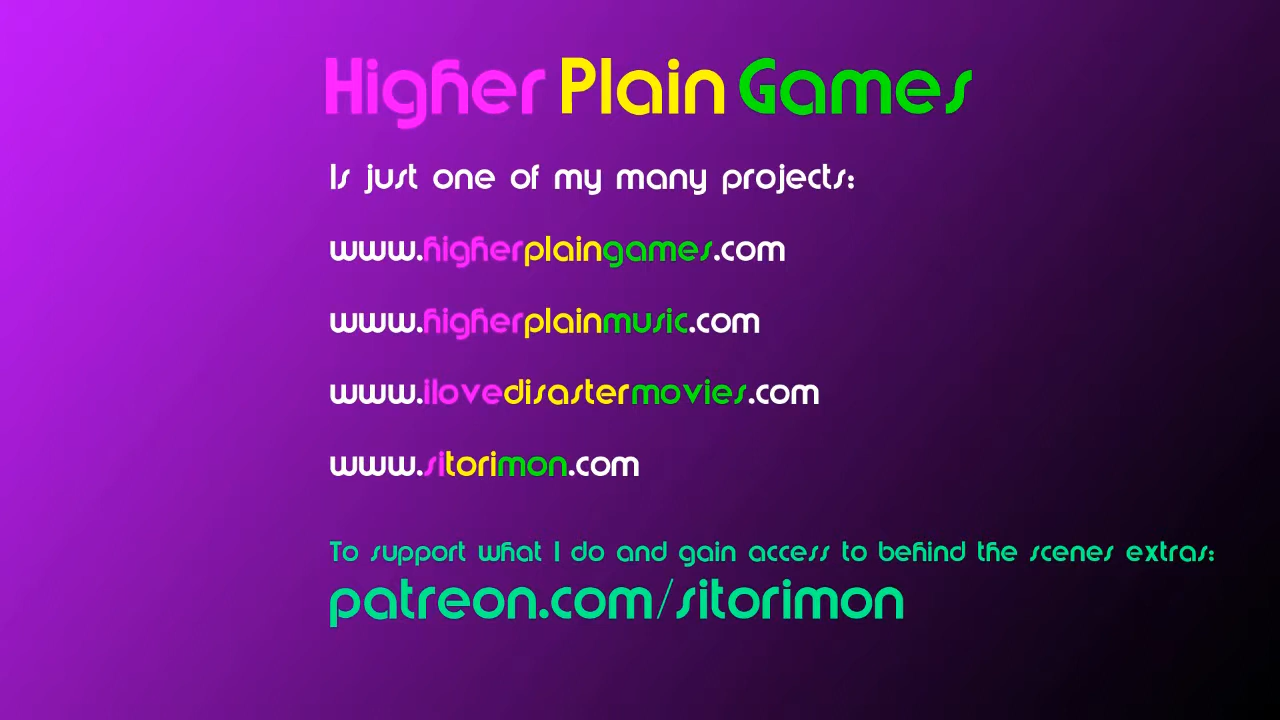 Higher Plain Games
Is just one of my many projects:
www.higherplaingames.com
www.higherplainmusic.com
www.ilovedisastermovies.com
www.sitorimon.com
To support what I do and gain access to behind the scenes extras:
patreon.com/sitorimon